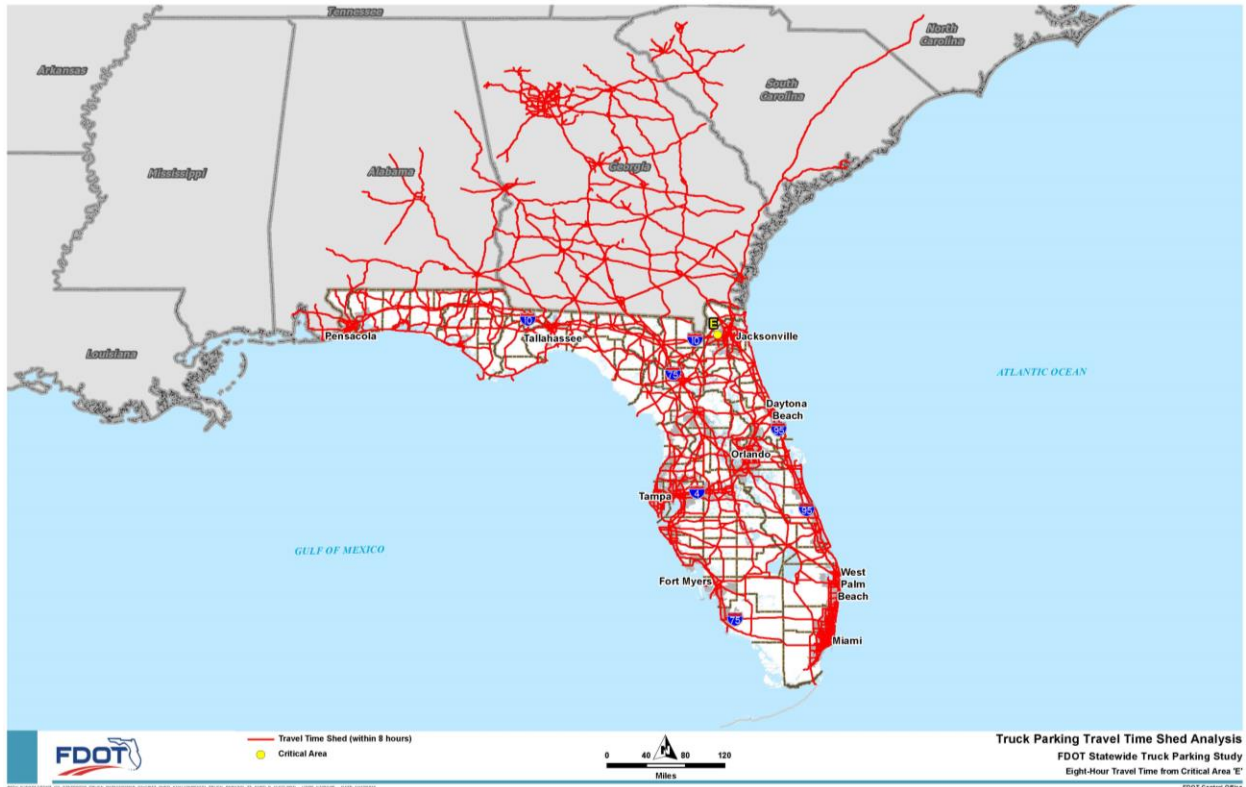 Tennessee
North
Carolina
Arkansas
South
Carolina
Mississippi
Alabama
Georgia
10
E
10
Jacksonville
Pensacola
Tallahassee
Louisiana
75
ATLANTIC OCEAN
Daytona
Beach
95
Orlando
Tampa
4
95
GULF OF MEXICO
West
Palm
Beach
Fort Myers
75
Miami
FDOT
Travel Time Shed (within 8 hours)
Critical Area
N
0 40 80 120
Miles
Truck Parking Travel Time Shed Analysis
FDOT Statewide Truck Parking Study
Eight-Hour Travel Time from Critical Area 'E'
FDOT Central Office